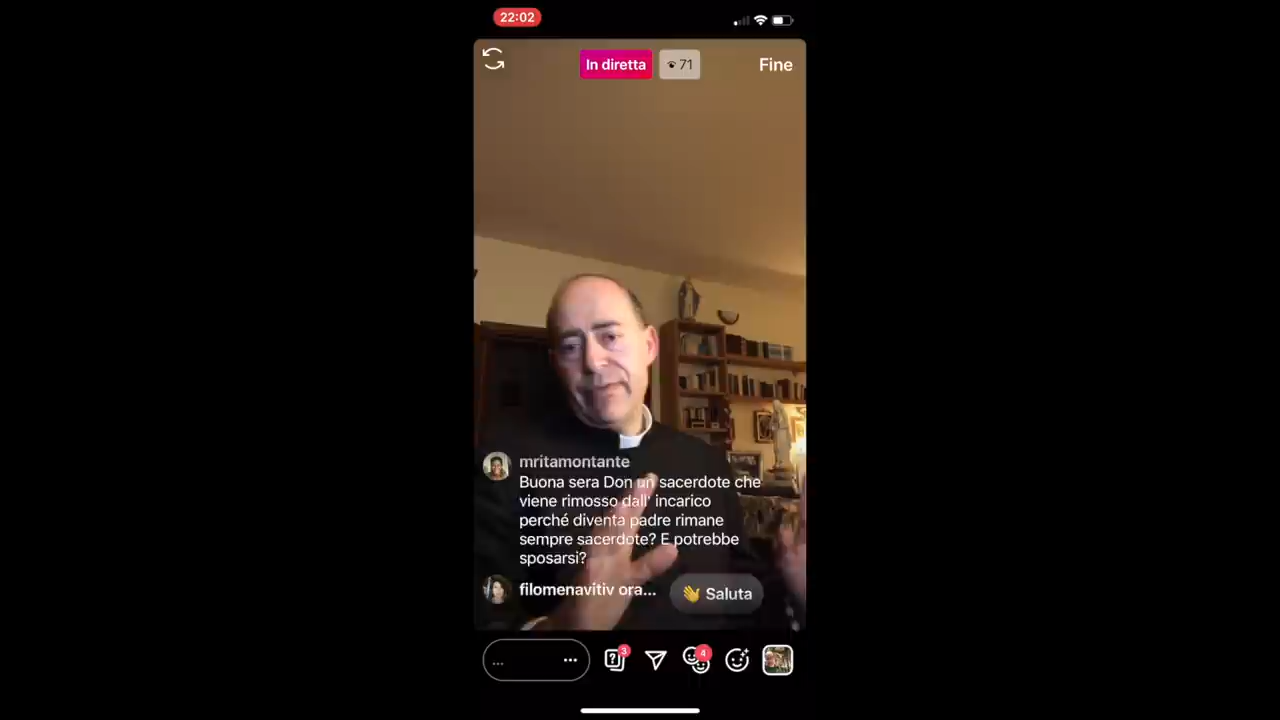 22:02
In diretta
71
Fine
mritamontante
Buona sera Don un sacerdote che
viene rimosso dall' incarico
perché diventa padre rimane
sempre sacerdote? E potrebbe
sposarsi?
filomenavitiv ora...
👋 Saluta
...
3
4